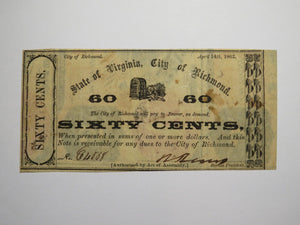 City of Richmond. April 14th, 1862.
State of Virginia, City of Richmond,
SIXTY CENTS.
60 60
The City of Richmond will pay to Bearer, on demand,
SIXTY CENTS.
When presented in sums of one or more dollars. And this
Note is receivable for any dues to the City of Richmond.
[Authorized by Act of Assembly.]